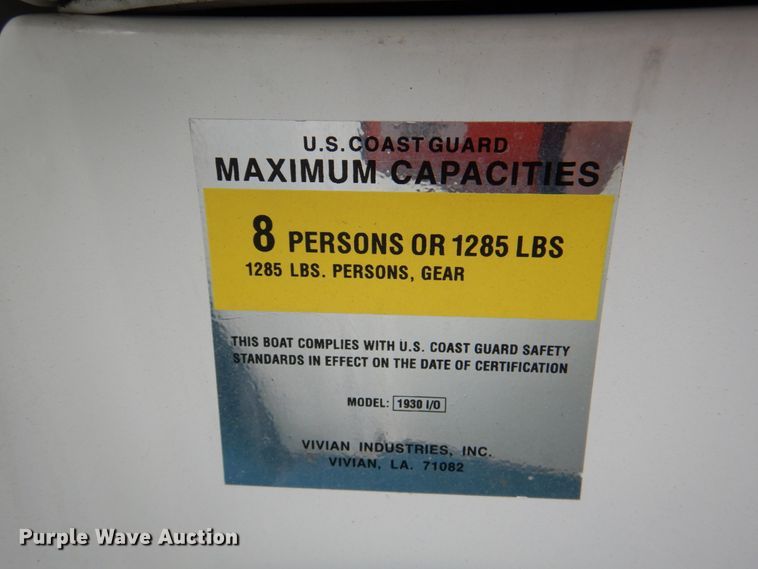 U.S. COAST GUARD
MAXIMUM CAPACITIES
8 PERSONS OR 1285 LBS
1285 LBS. PERSONS, GEAR
THIS BOAT COMPLIES WITH U.S. COAST GUARD SAFETY
STANDARDS IN EFFECT ON THE DATE OF CERTIFICATION
MODEL: 1930 I/O
VIVIAN INDUSTRIES, INC.
VIVIAN, LA. 71082
Purple Wave Auction